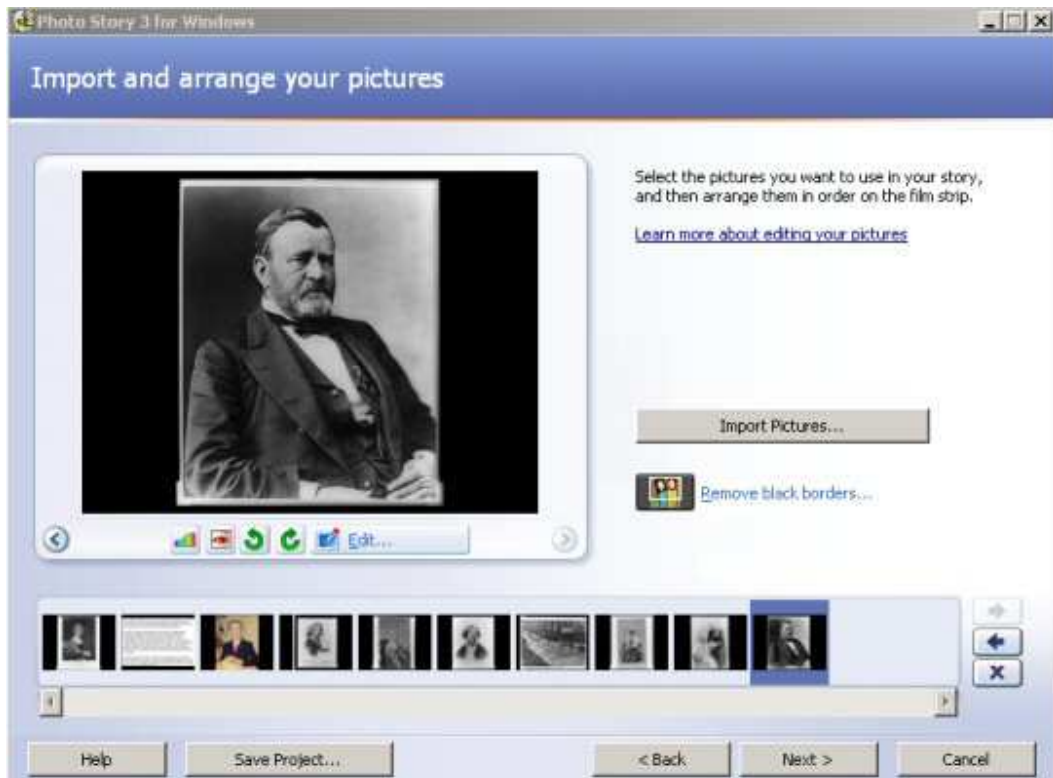 Photo Story 3 for Windows
Import and arrange your pictures
Select the pictures you want to use in your story,
and then arrange them in order on the film strip.
Learn more about editing your pictures
Import Pictures...
Remove black borders...
Edit...
Help
Save Project...
< Back
Next >
Cancel